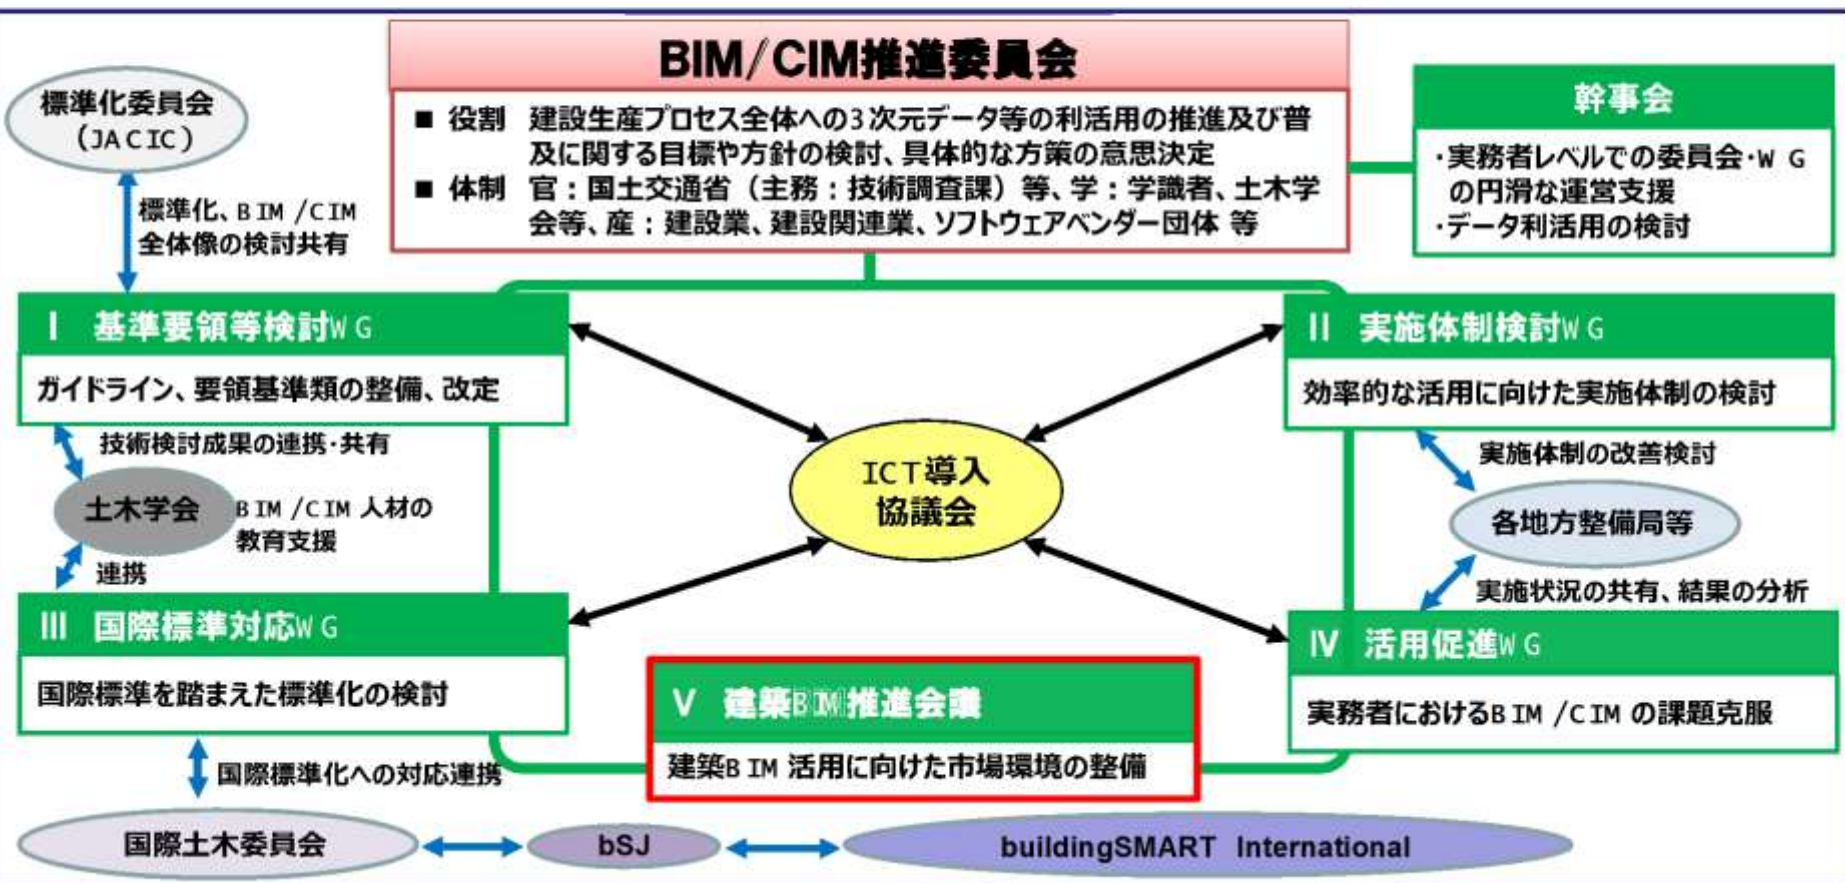 BIM/CIM推進委員会
■ 役割 建設生産プロセス全体への3次元データ等の利活用の推進及び普
及に関する目標や方針の検討、具体的な方策の意思決定
■ 体制 官：国土交通省（主務：技術調査課）等、学：学識者、土木学
会等、産：建設業、建設関連業、ソフトウェアベンダー団体 等
幹事会
・実務者レベルでの委員会・WG
の円滑な運営支援
・データ利活用の検討
標準化委員会
(JACIC)
標準化、BIM/CIM
全体像の検討共有
Ⅰ 基準要領等検討WG
ガイドライン、要領基準類の整備、改定
Ⅱ 実施体制検討WG
効率的な活用に向けた実施体制の検討
技術検討成果の連携・共有
土木学会
BIM/CIM人材の
教育支援
連携
ICT導入
協議会
実施体制の改善検討
各地方整備局等
実施状況の共有、結果の分析
Ⅲ 国際標準対応WG
国際標準を踏まえた標準化の検討
Ⅳ 活用促進WG
実務者におけるBIM/CIMの課題克服
Ⅴ 建築BIM推進会議
建築BIM活用に向けた市場環境の整備
国際標準化への対応連携
国際土木委員会
bSJ
buildingSMART International